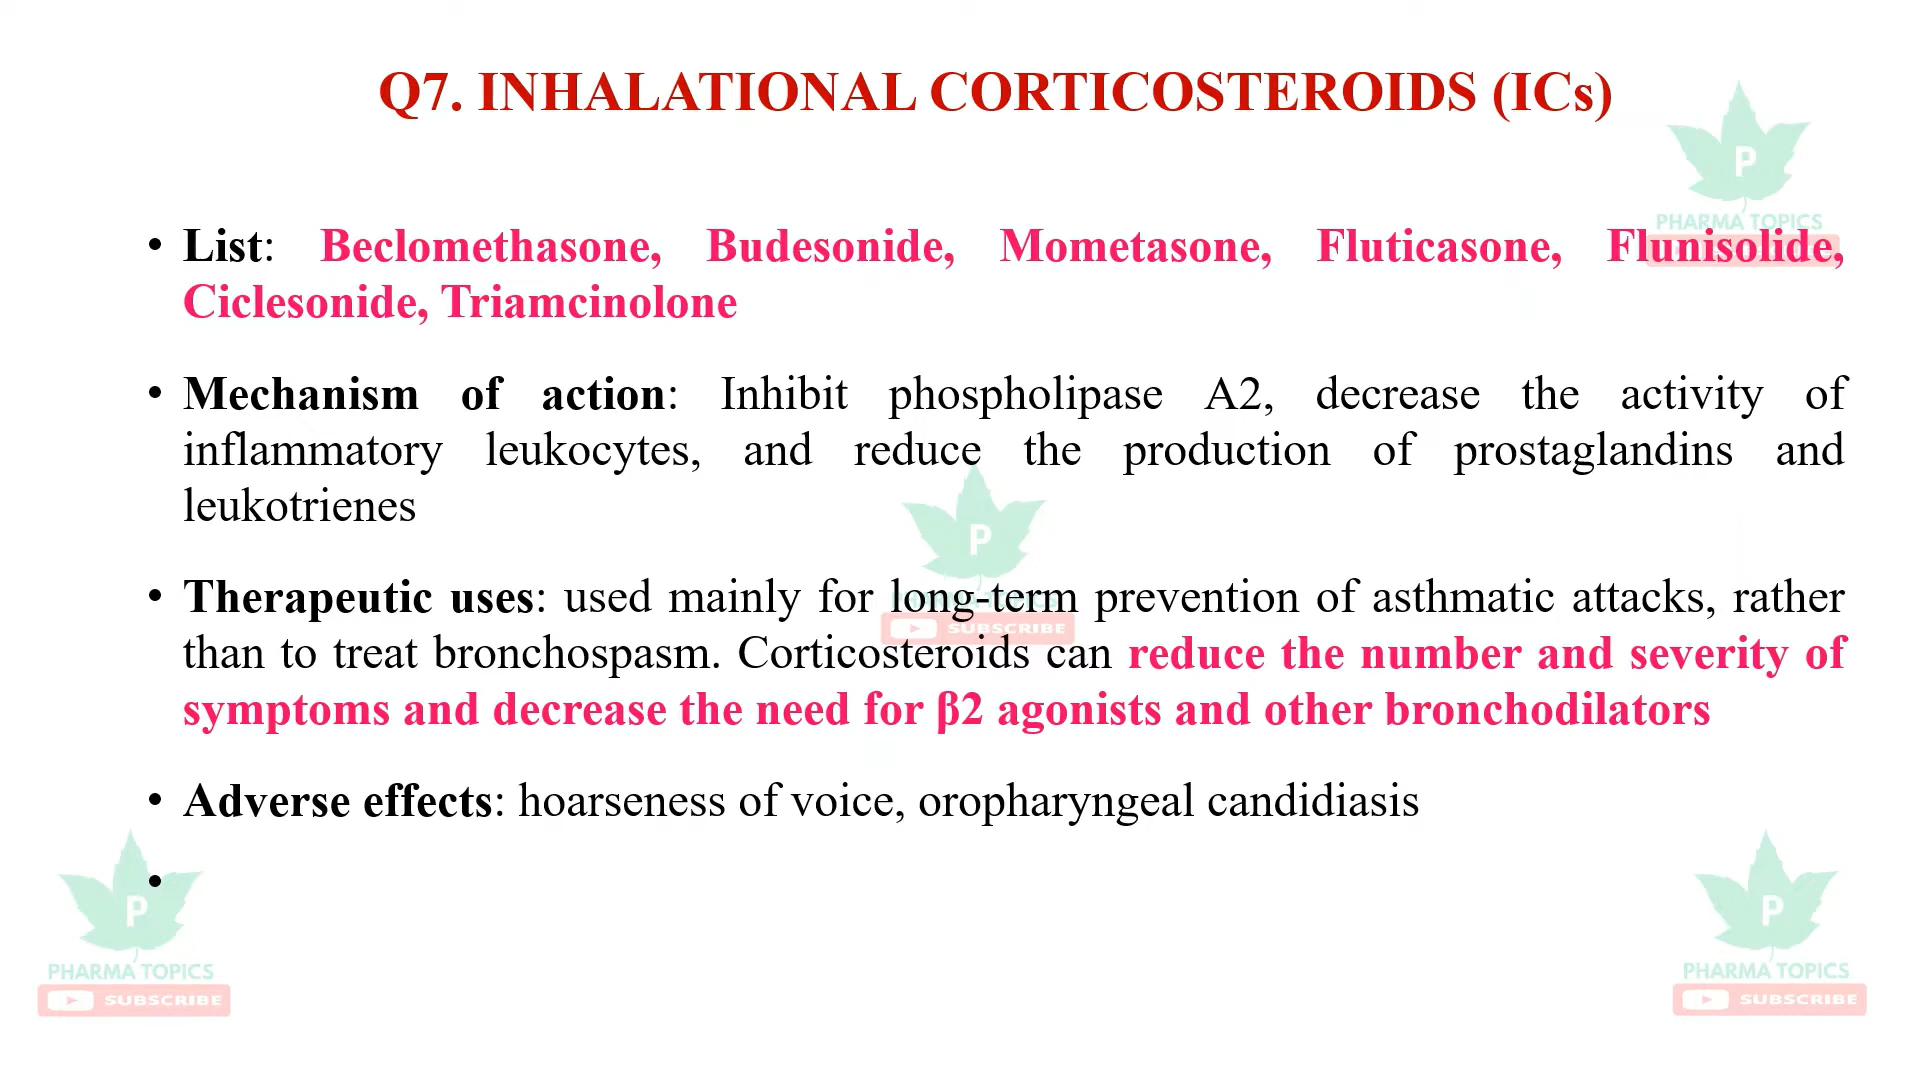 Q7. INHALATIONAL CORTICOSTEROIDS (ICs)
P
PHARMA TOPICS
• List: Beclomethasone, Budesonide, Mometasone, Fluticasone, Flunisolide,
Ciclesonide, Triamcinolone
• Mechanism of action: Inhibit phospholipase A2, decrease the activity of
inflammatory leukocytes, and reduce the production of prostaglandins and
leukotrienes
P
• Therapeutic uses: used mainly for long-term prevention of asthmatic attacks, rather
SUBSCRIBE
than to treat bronchospasm. Corticosteroids can reduce the number and severity of
symptoms and decrease the need for β2 agonists and other bronchodilators
• Adverse effects: hoarseness of voice, oropharyngeal candidiasis
•
P
PHARMA TOPICS
SUBSCRIBE
P
PHARMA TOPICS
SUBSCRIBE